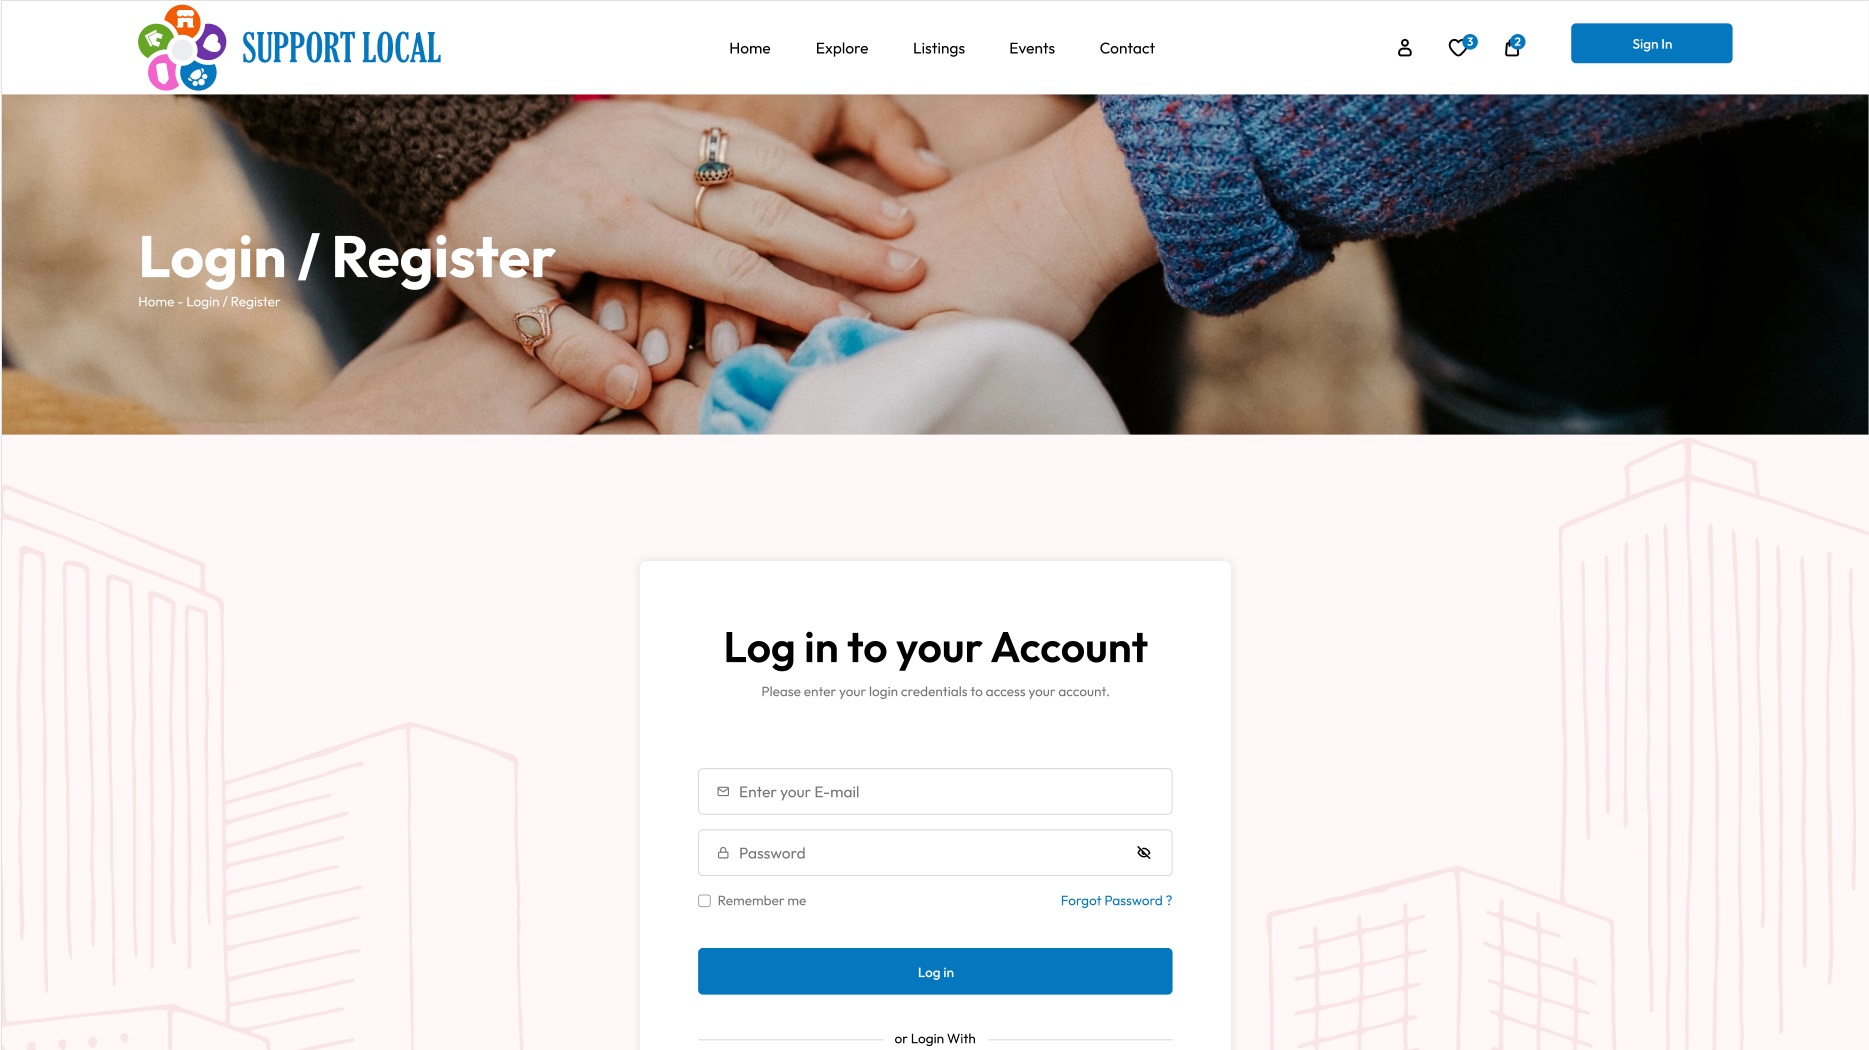 SUPPORT LOCAL
Home Explore Listings Events Contact
3
2
Sign In
Login / Register
Home - Login / Register
Log in to your Account
Please enter your login credentials to access your account.
Enter your E-mail
Password
Remember me
Forgot Password ?
Log in
or Login With